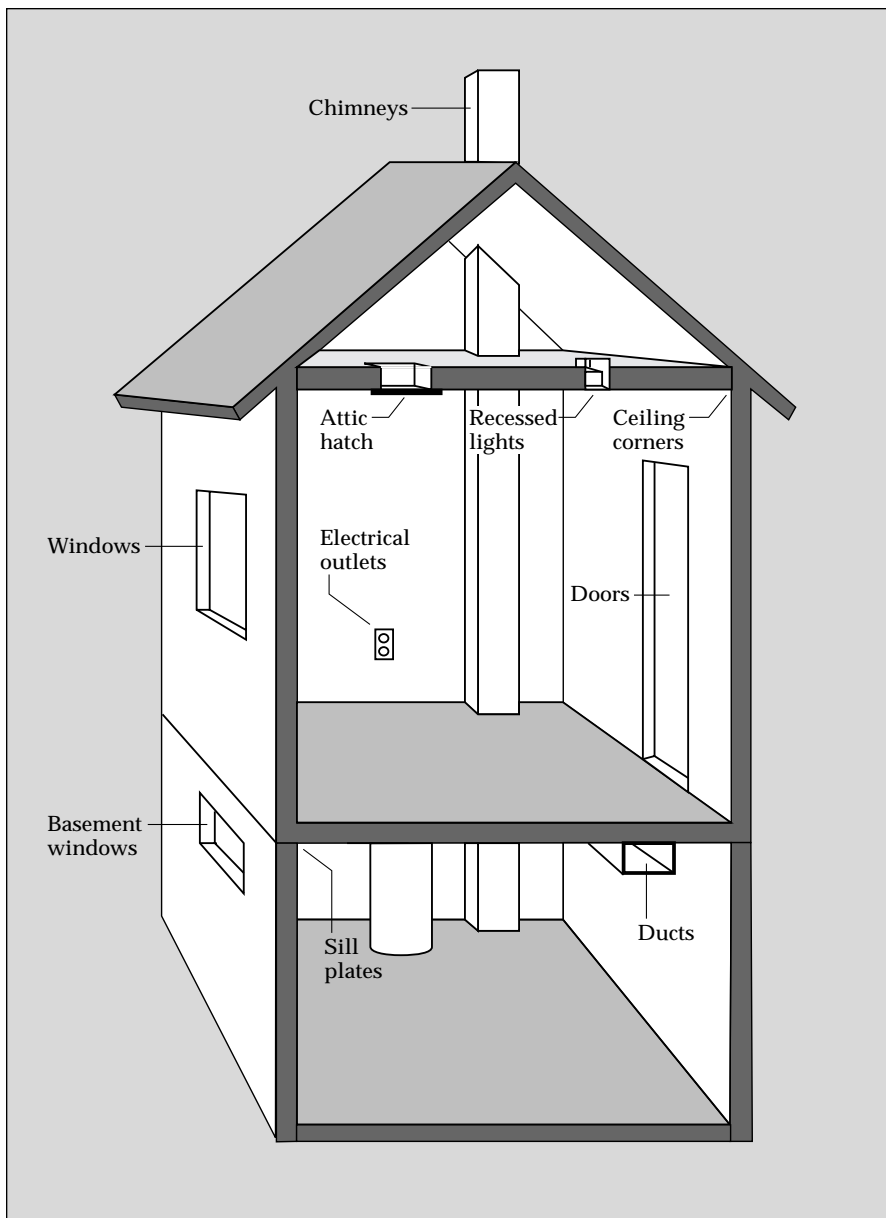 Chimneys
Attic
hatch
Recessed
lights
Ceiling
corners
Windows
Electrical
outlets
Doors
Basement
windows
Sill
plates
Ducts